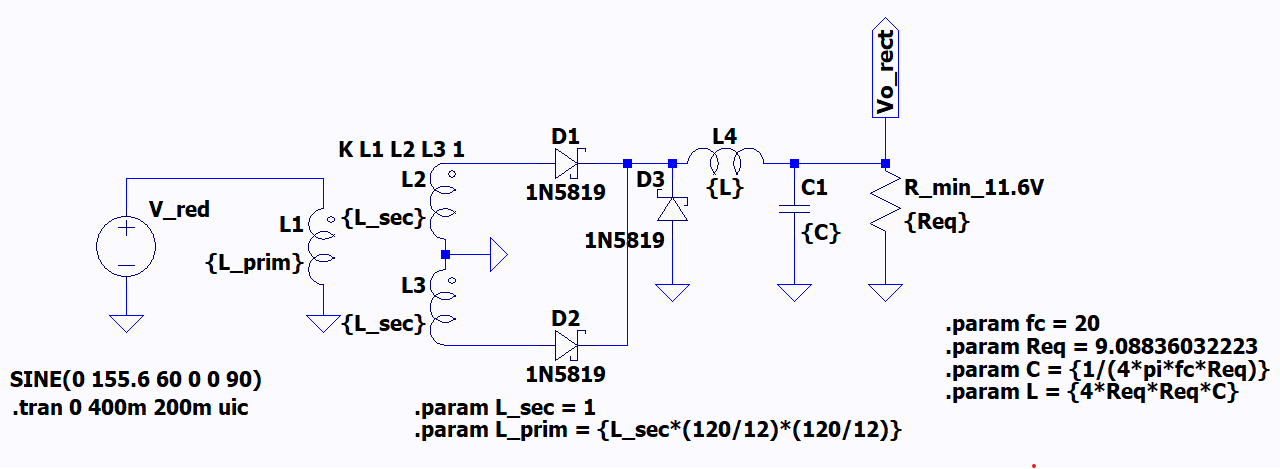 Vo_rect
D1
L4
K L1 L2 L3 1
L2
1N5819
D3
{L}
C1
R_min_11.6V
V_red
L1
{L_sec}
{L_prim}
1N5819
{C}
{Req}
L3
{L_sec}
D2
1N5819
SINE(0 155.6 60 0 0 90)
.tran 0 400m 200m uic
.param L_sec = 1
.param L_prim = {L_sec*(120/12)*(120/12)}
.param fc = 20
.param Req = 9.08836032223
.param C = {1/(4*pi*fc*Req)}
.param L = {4*Req*Req*C}